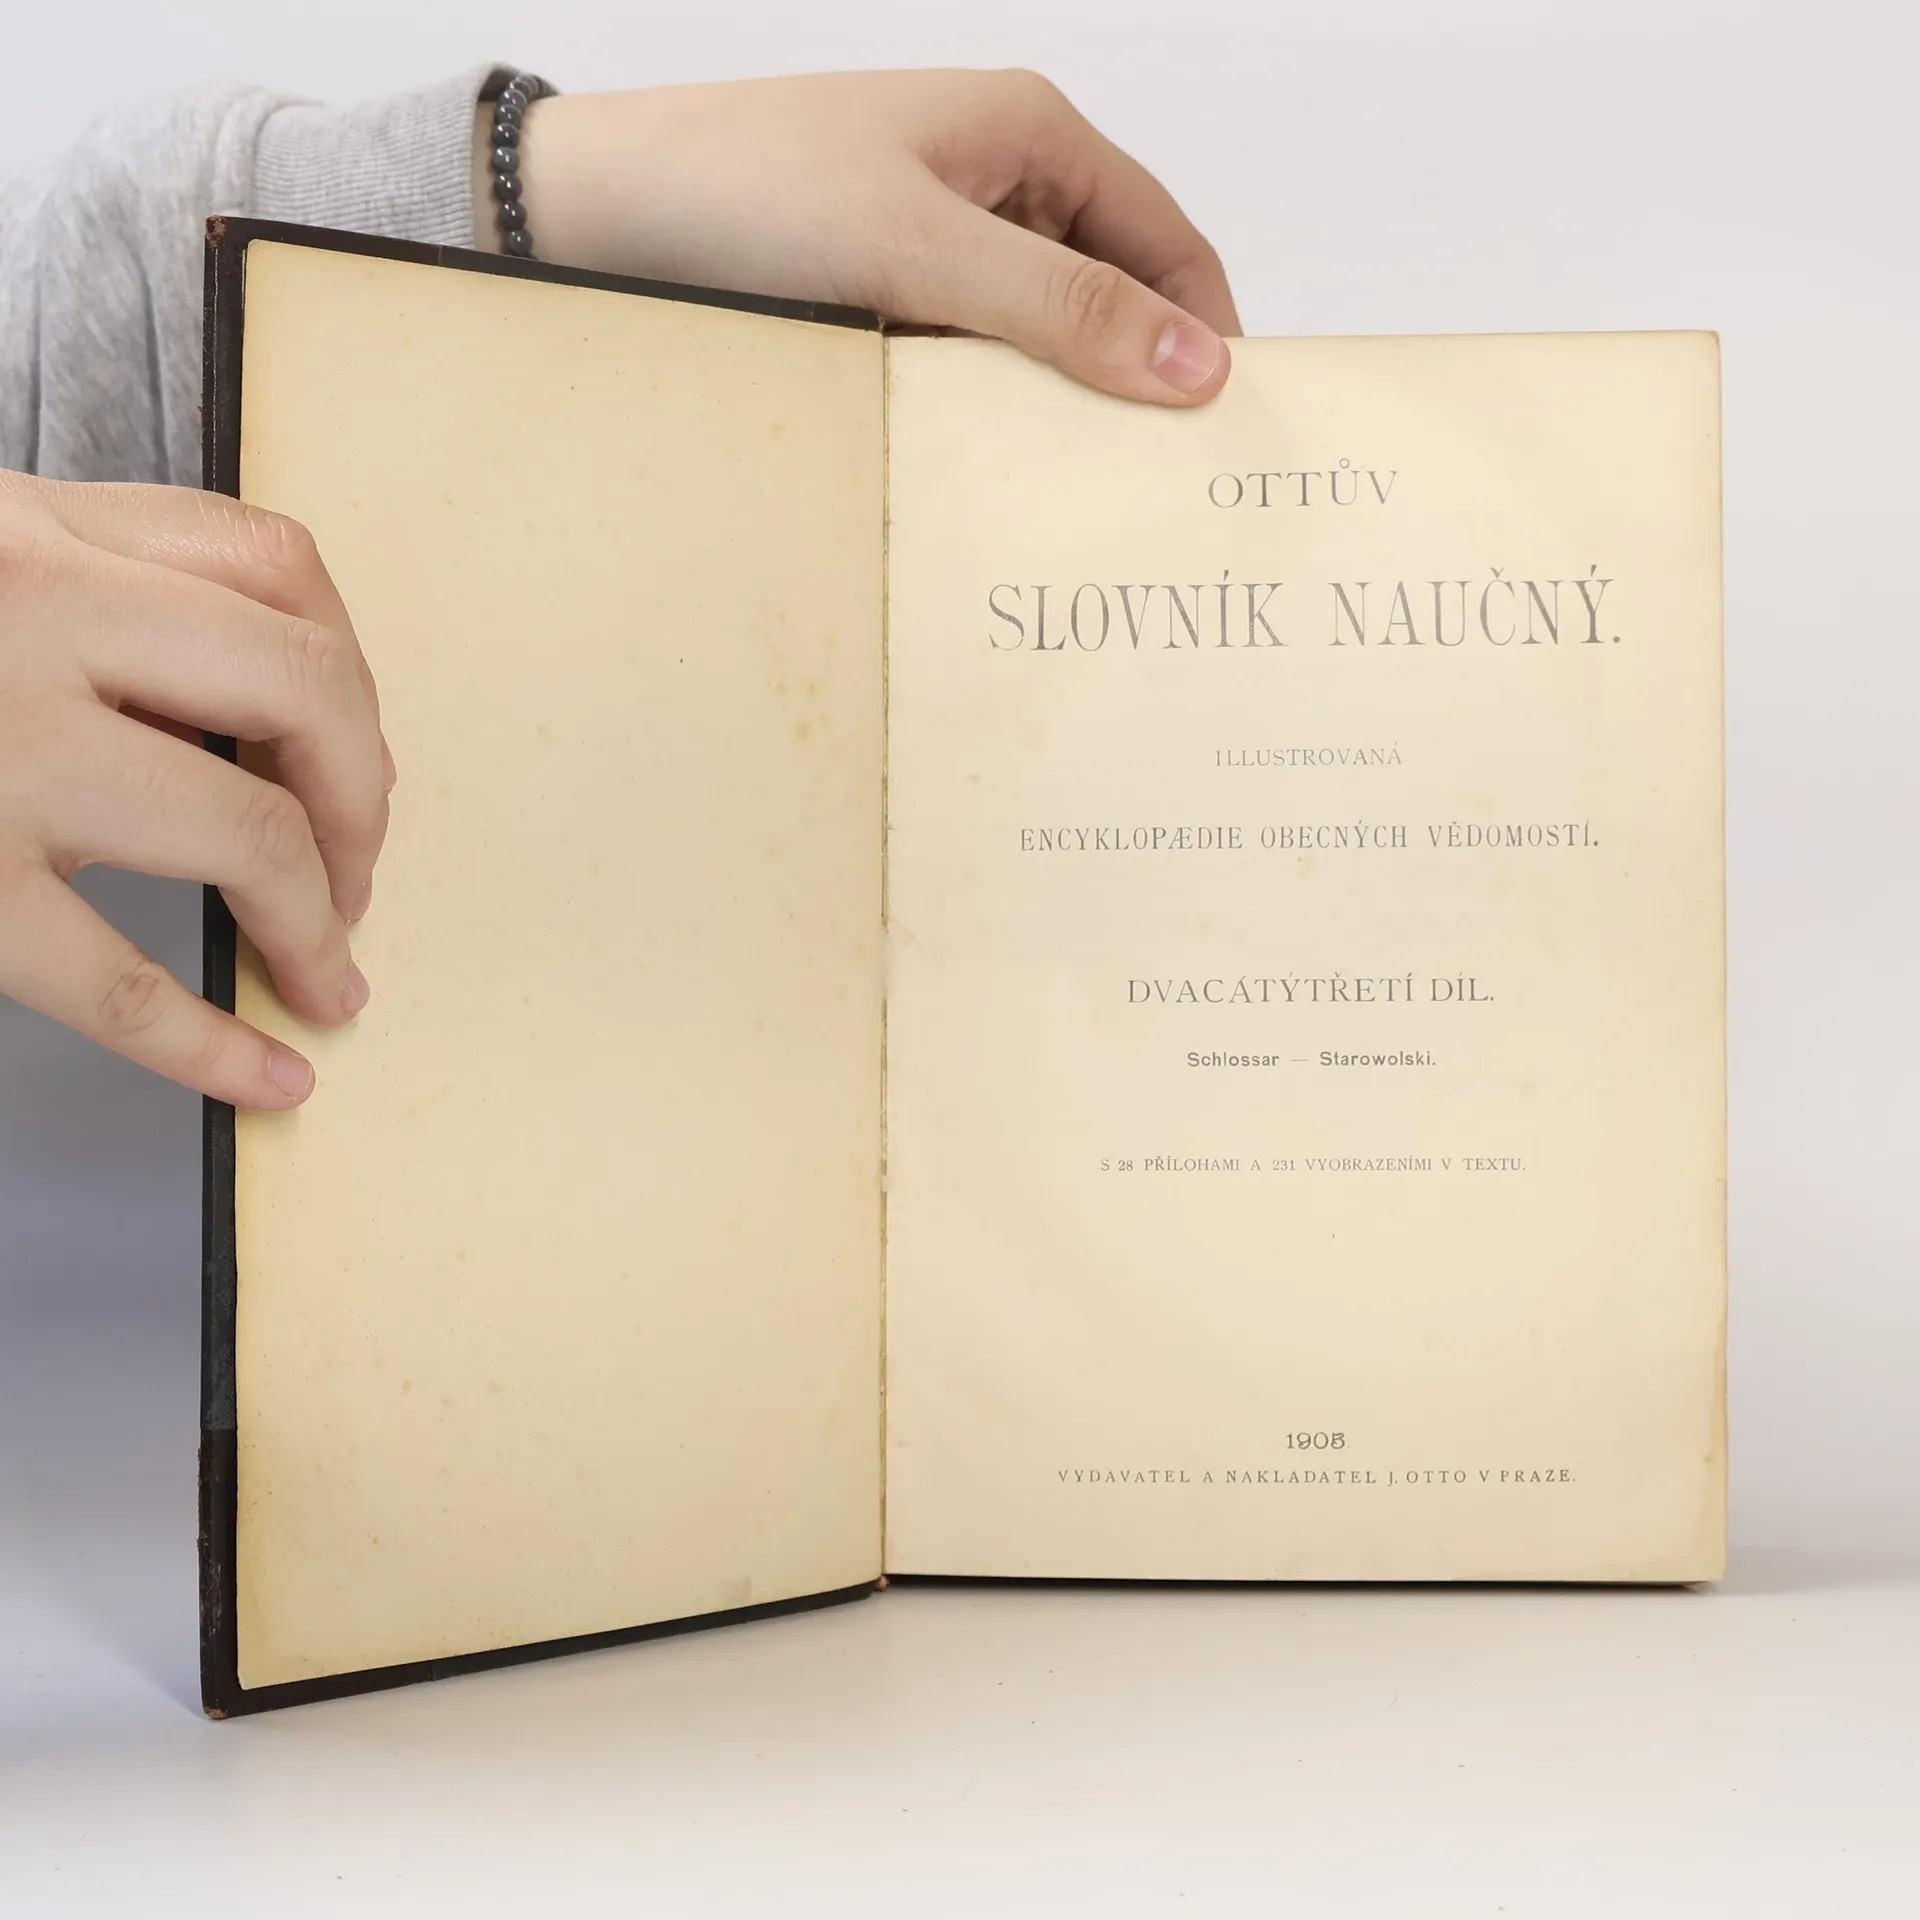 OTTŮV
SLOVNÍK NAUČNÝ.
ILLUSTROVANÁ
ENCYKLOPÆDIE OBECNÝCH VĚDOMOSTÍ.
DVACÁTÝTŘETÍ DÍL.
Schlossar — Starowolski.
S 28 PŘÍLOHAMI A 231 VYOBRAZENÍMI V TEXTU.
1905
VYDAVATEL A NAKLADATEL J. OTTO V PRAZE.